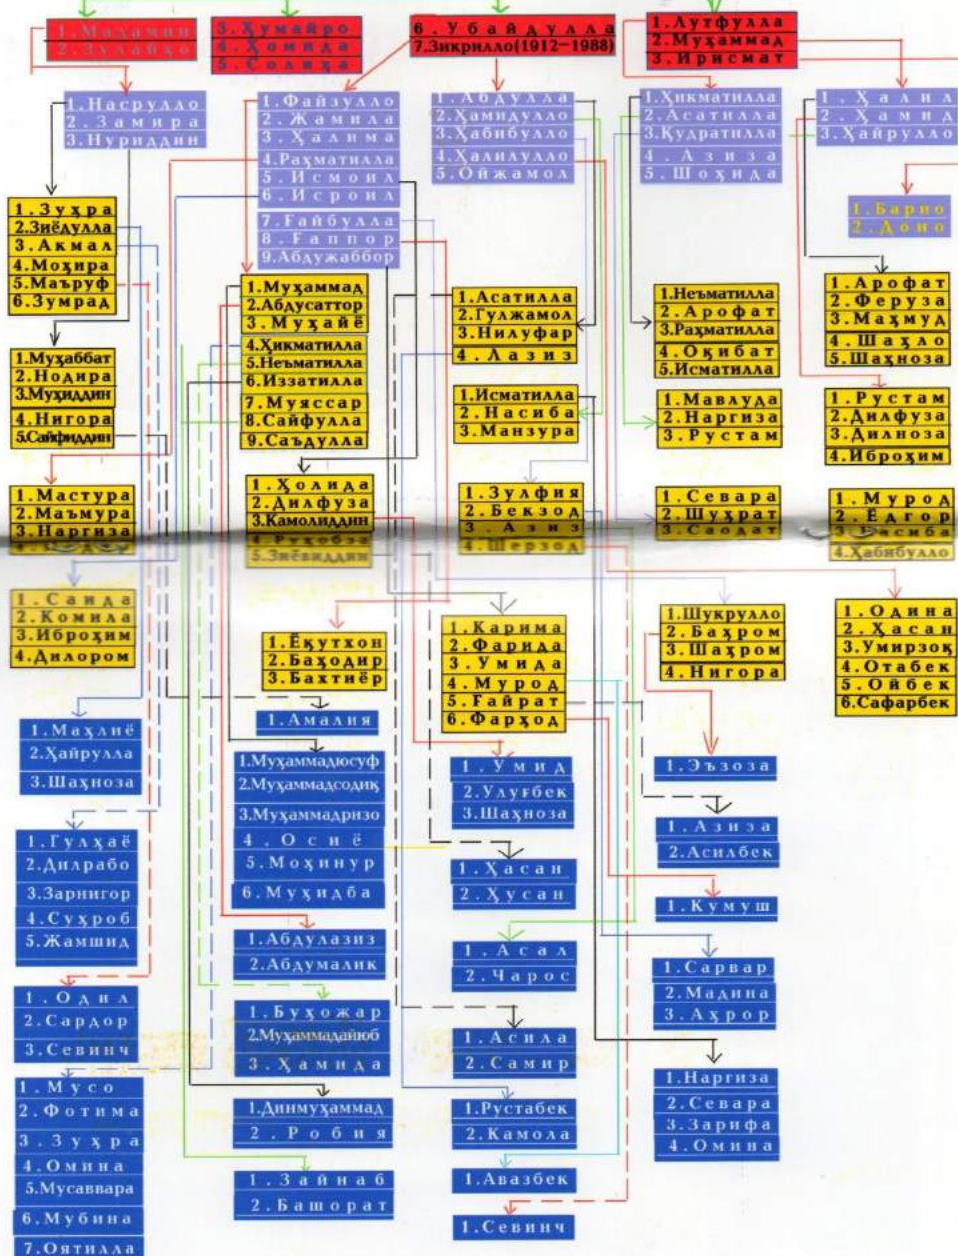 1.Мадамин
2.Зулайҳо
3.Ҳумайро
4.Ҳомида
5.Солиҳа
6.Убайдулла
7.Зикрилло(1912-1988)
1.Лутфулла
2.Муҳаммад
3.Ирисмат
1.Насрулло
2.Замира
3.Нуриддин
1.Файзулло
2.Жамила
3.Ҳалима
4.Раҳматилла
5.Исмоил
6.Исроил
7.Ғайбулла
8.Ғаппор
9.Абдужаббор
1.Абдулла
2.Ҳамидулло
3.Ҳабибулло
4.Ҳалилулло
5.Ойжамол
1.Ҳикматилла
2.Асатилла
3.Қудратилла
4.Азиза
5.Шоҳида
1.Ҳалил
2.Ҳамид
3.Ҳайрулло
1.Барно
2.Доно
1.Зуҳра
2.Зиёдулла
3.Акмал
4.Моҳира
5.Маъруф
6.Зумрад
1.Муҳаммад
2.Абдусаттор
3.Муҳайё
4.Ҳикматилла
5.Неъматилла
6.Иззатилла
7.Муяссар
8.Сайфулла
9.Саъдулла
1.Асатилла
2.Гулжамол
3.Нилуфар
4.Лазиз
1.Неъматилла
2.Арофат
3.Раҳматилла
4.Оқибат
5.Исматилла
1.Арофат
2.Феруза
3.Маҳмуд
4.Шаҳло
5.Шаҳноза
1.Муҳаббат
2.Нодира
3.Муҳиддин
4.Нигора
5.Сайфиддин
1.Исматилла
2.Насиба
3.Манзура
1.Мавлуда
2.Наргиза
3.Рустам
1.Рустам
2.Дилфуза
3.Дилноза
4.Иброҳим
1.Мастура
2.Маъмура
3.Наргиза
1.Ҳолида
2.Дилфуза
3.Камолиддин
4.Руҳобза
5.Зиёвиддин
1.Зулфия
2.Бекзод
3.Азиз
4.Шерзод
1.Севара
2.Шуҳрат
3.Саодат
1.Мурод
2.Ёдгор
4.Ҳабибулло
1.Саида
2.Комила
3.Иброҳим
4.Дилором
1.Ёқутхон
2.Баҳодир
3.Бахтиёр
1.Карима
2.Фарида
3.Умида
4.Мурод
5.Ғайрат
6.Фарҳод
1.Шукрулло
2.Баҳром
3.Шаҳром
4.Нигора
1.Одина
2.Ҳасан
3.Умирзоқ
4.Отабек
5.Ойбек
6.Сафарбек
1.Маҳлиё
2.Ҳайрулла
3.Шаҳноза
1.Амалия
1.Муҳаммадюсуф
2.Муҳаммадсодиқ
3.Муҳаммадризо
4.Осиё
5.Моҳинур
6.Муҳидба
1.Умид
2.Улуғбек
3.Шаҳноза
1.Эъзоза
1.Гулҳаё
2.Дилрабо
3.Зарнигор
4.Суҳроб
5.Жамшид
1.Ҳасан
2.Ҳусан
1.Азиза
2.Асилбек
1.Кумуш
1.Абдулазиз
2.Абдумалик
1.Асал
2.Чарос
1.Сарвар
2.Мадина
3.Аҳрор
1.Одил
2.Сардор
3.Севинч
1.Буҳожар
2.Муҳаммадайюб
3.Ҳамида
1.Асила
2.Самир
1.Наргиза
2.Севара
3.Зарифа
4.Омина
1.Мусо
2.Фотима
3.Зуҳра
4.Омина
5.Мусаввара
6.Мубина
7.Оятилла
1.Динмуҳаммад
2.Робия
1.Рустабек
2.Камола
1.Зайнаб
2.Башорат
1.Авазбек
1.Севинч